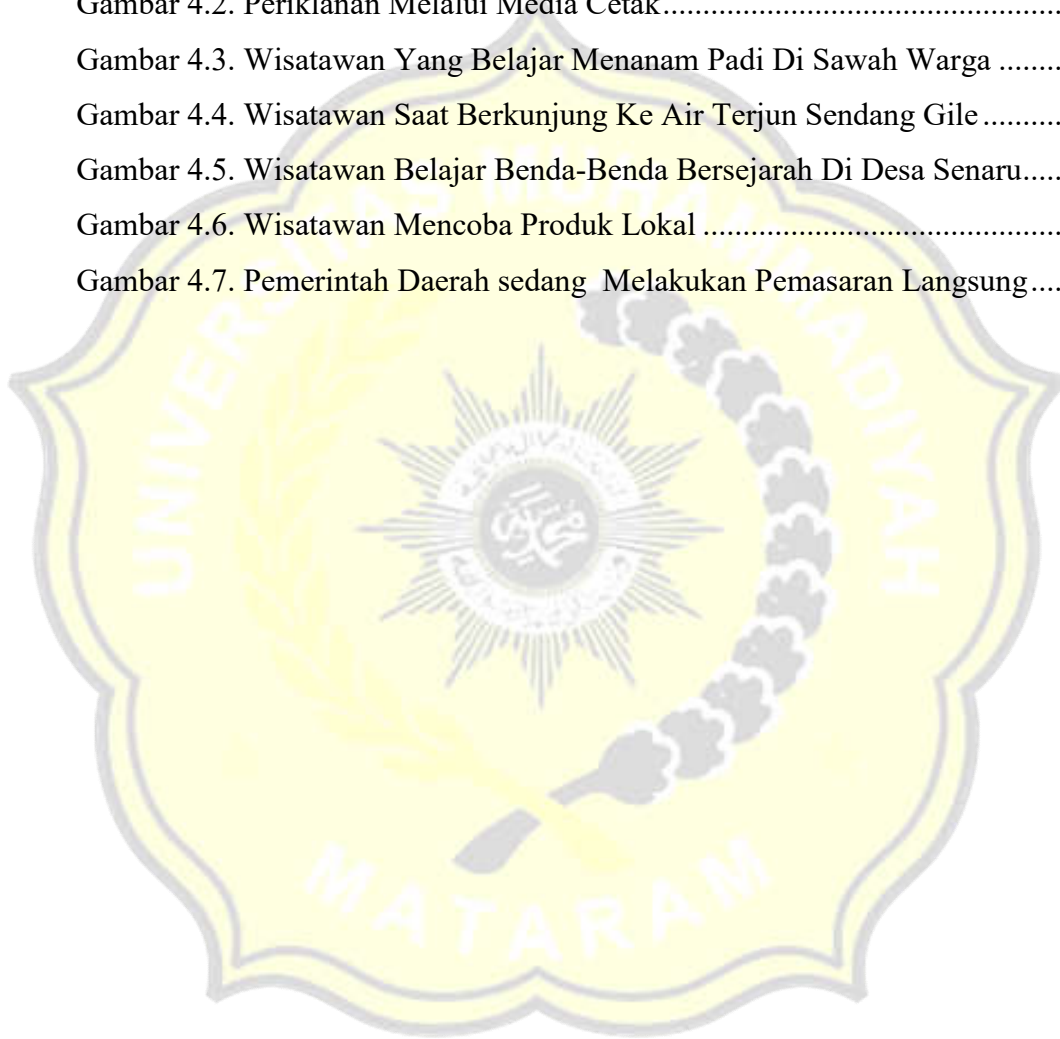 Gambar 4.2. Periklanan Melalui Media Cetak........................................................
Gambar 4.3. Wisatawan Yang Belajar Menanam Padi Di Sawah Warga ........
Gambar 4.4. Wisatawan Saat Berkunjung Ke Air Terjun Sendang Gile ..........
Gambar 4.5. Wisatawan Belajar Benda-Benda Bersejarah Di Desa Senaru.....
Gambar 4.6. Wisatawan Mencoba Produk Lokal .............................................
Gambar 4.7. Pemerintah Daerah sedang  Melakukan Pemasaran Langsung....
UNIVERSITAS MUHAMMADIYAH
MATARAM